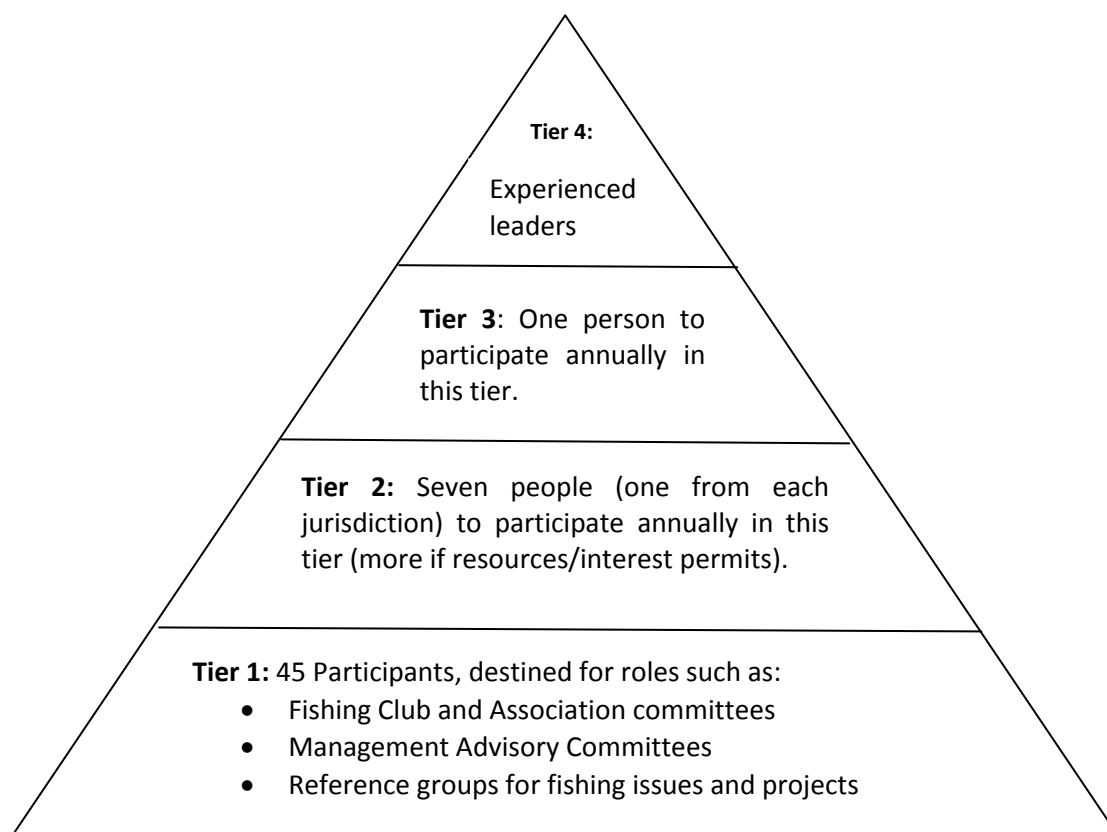 Tier 4:
Experienced
leaders
Tier 3: One person to
participate annually in
this tier.
Tier 2: Seven people (one from each
jurisdiction) to participate annually in this
tier (more if resources/interest permits).
Tier 1: 45 Participants, destined for roles such as:
• Fishing Club and Association committees
• Management Advisory Committees
• Reference groups for fishing issues and projects